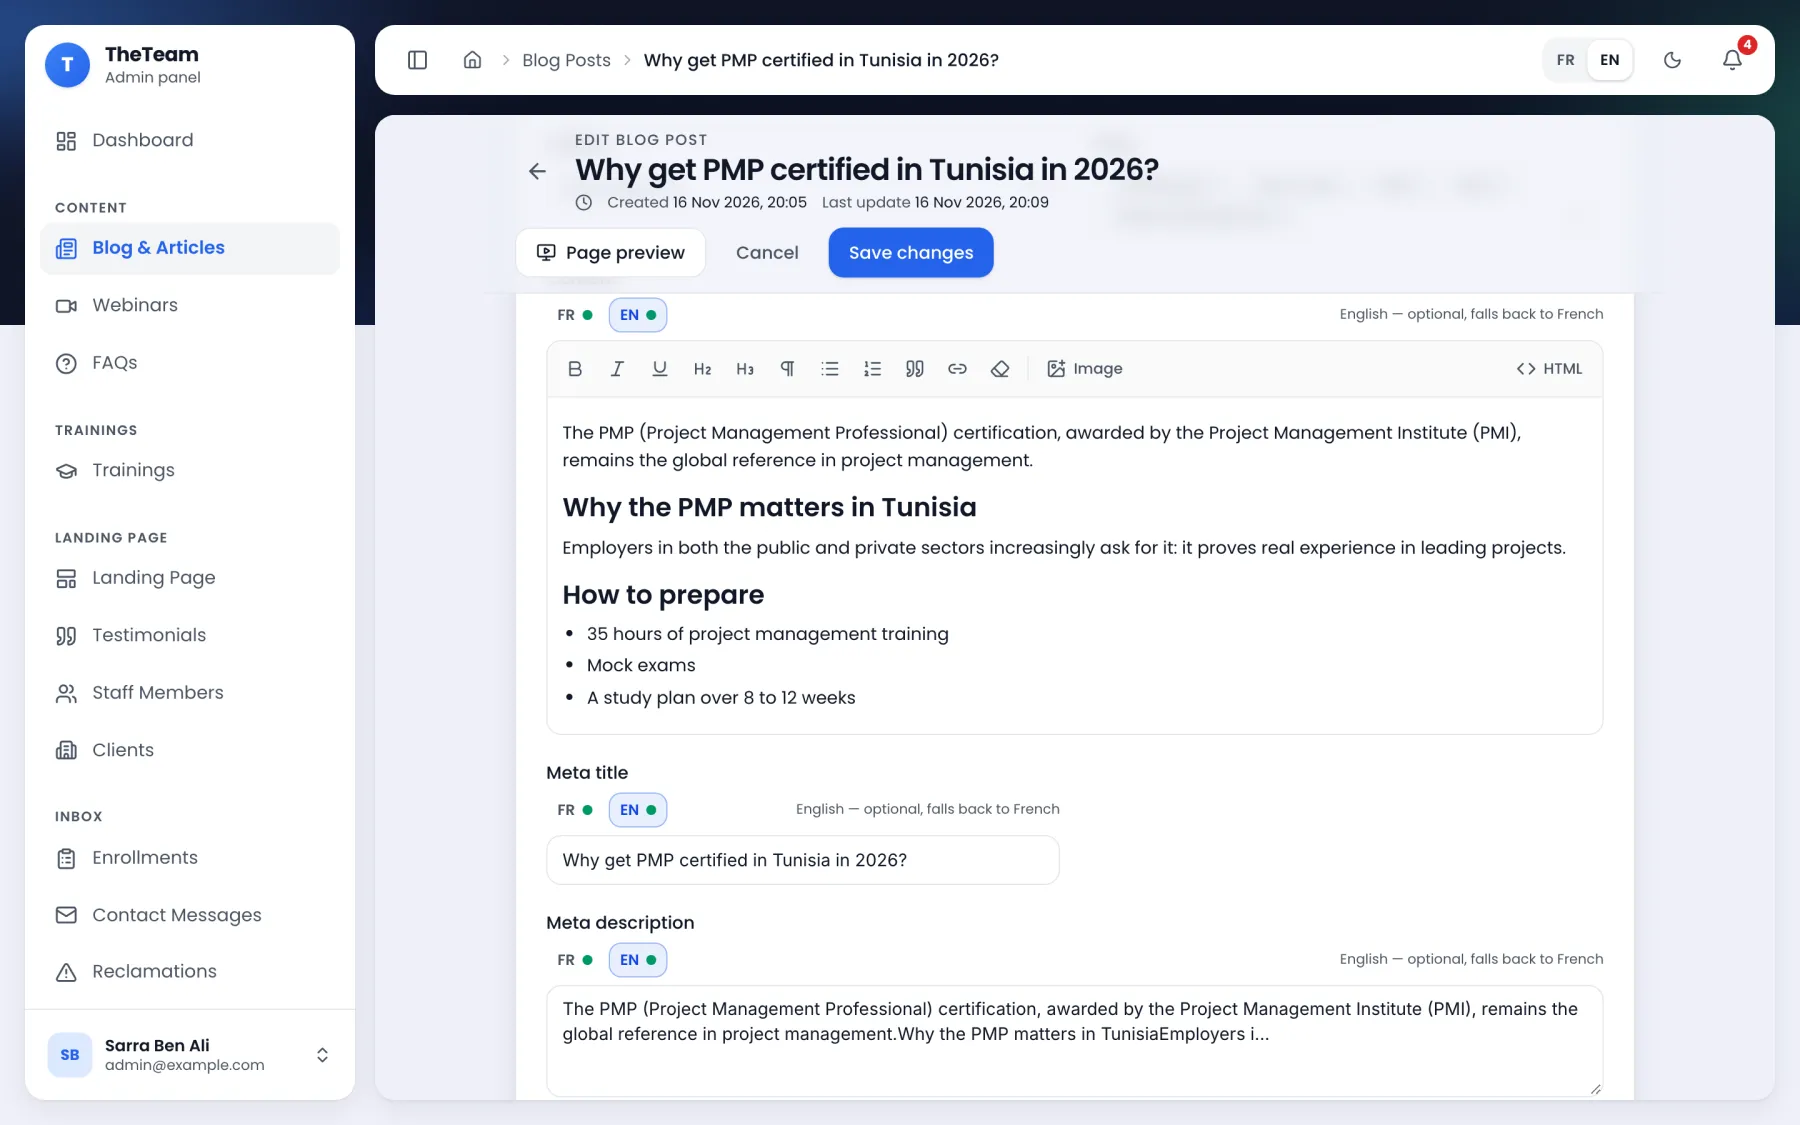 T
TheTeam
Admin panel
Dashboard
CONTENT
Blog & Articles
Webinars
FAQs
TRAININGS
Trainings
LANDING PAGE
Landing Page
Testimonials
Staff Members
Clients
INBOX
Enrollments
Contact Messages
Reclamations
SB
Sarra Ben Ali
admin@example.com
Blog Posts
Why get PMP certified in Tunisia in 2026?
FR EN
4
EDIT BLOG POST
Why get PMP certified in Tunisia in 2026?
Created 16 Nov 2026, 20:05 Last update 16 Nov 2026, 20:09
Page preview Cancel Save changes
FR EN English — optional, falls back to French
B I U H2 H3 Image HTML
The PMP (Project Management Professional) certification, awarded by the Project Management Institute (PMI),
remains the global reference in project management.
Why the PMP matters in Tunisia
Employers in both the public and private sectors increasingly ask for it: it proves real experience in leading projects.
How to prepare
• 35 hours of project management training
• Mock exams
• A study plan over 8 to 12 weeks
Meta title
FR EN English — optional, falls back to French
Why get PMP certified in Tunisia in 2026?
Meta description
FR EN English — optional, falls back to French
The PMP (Project Management Professional) certification, awarded by the Project Management Institute (PMI), remains the
global reference in project management.Why the PMP matters in TunisiaEmployers i...